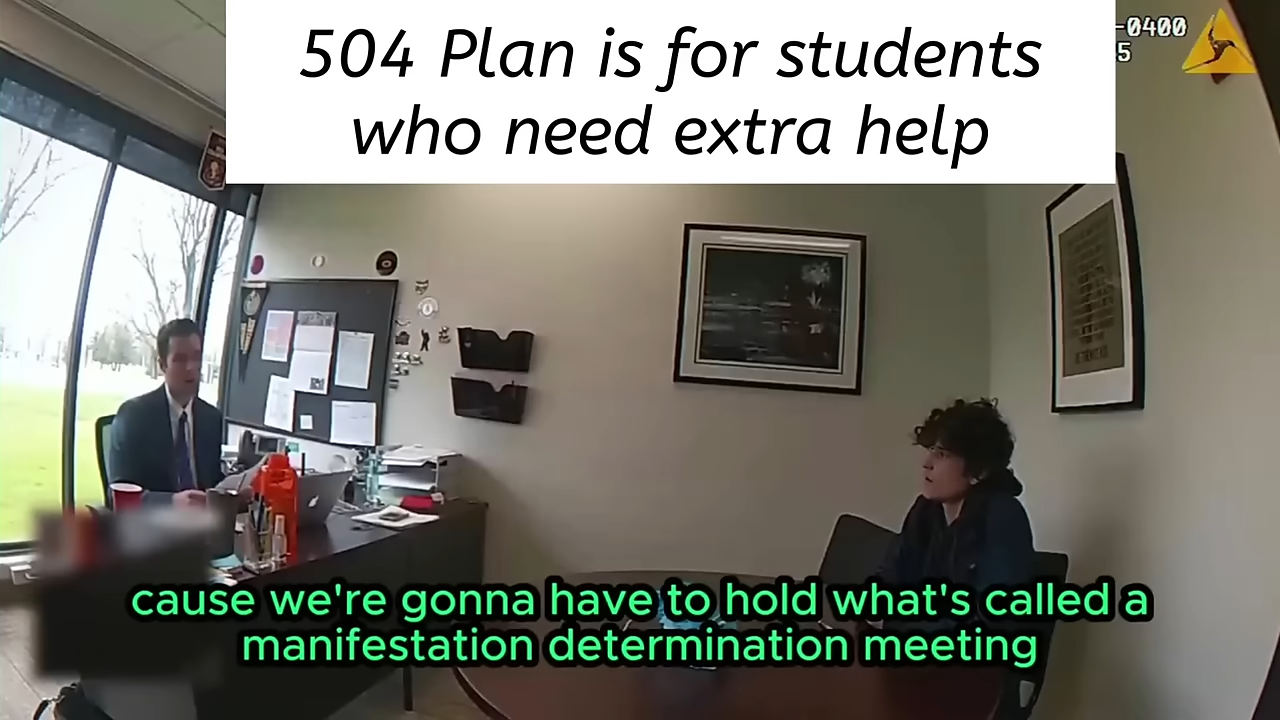 504 Plan is for students
who need extra help
-0400
5
cause we're gonna have to hold what's called a
manifestation determination meeting